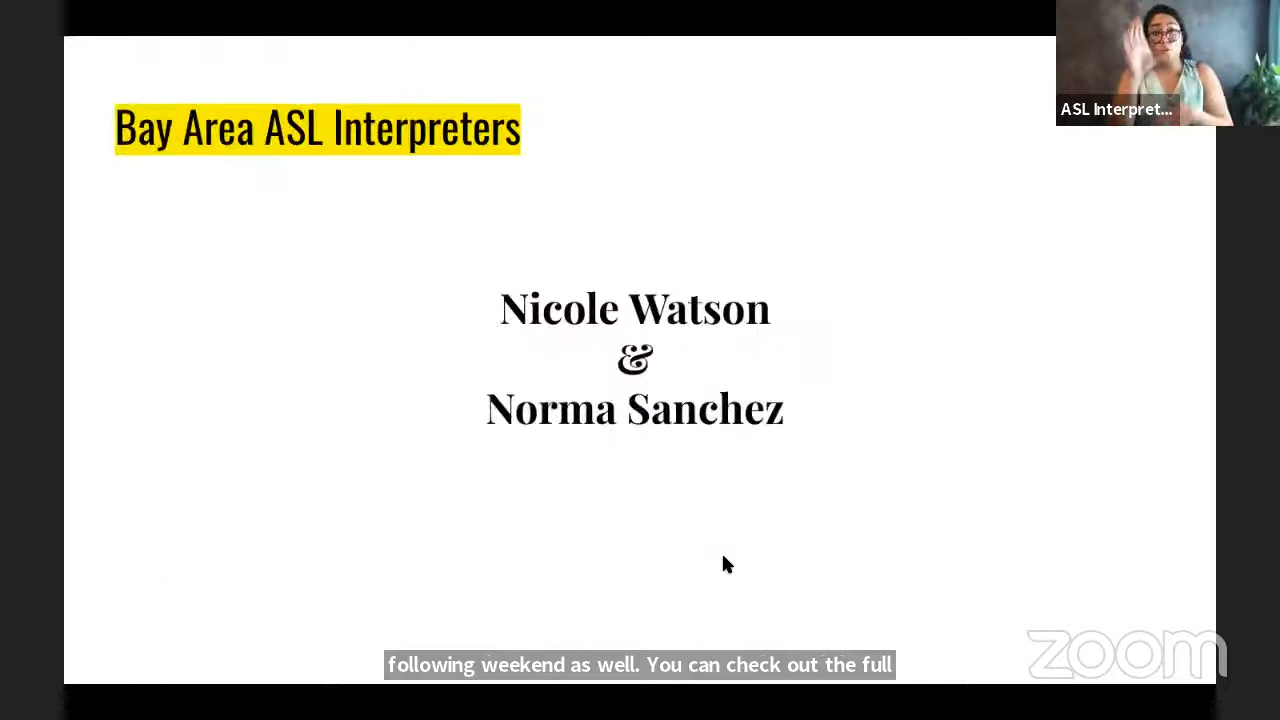 Bay Area ASL Interpreters
ASL Interpret...
Nicole Watson
&
Norma Sanchez
following weekend as well. You can check out the full
zoom